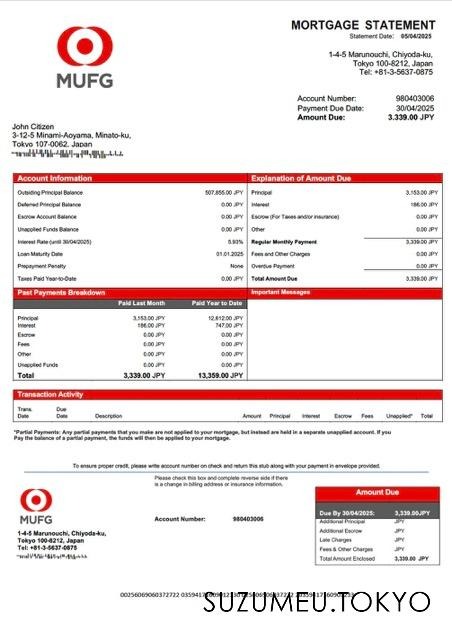 MUFG
MORTGAGE STATEMENT
Statement Date: 05/04/2025
1-4-5 Marunouchi, Chiyoda-ku,
Tokyo 100-8212, Japan
Tel: +81-3-5637-0875
Account Number: 980403006
Payment Due Date: 30/04/2025
Amount Due: 3.339.00 JPY
John Citizen
3-12-5 Minami-Aoyama, Minato-ku,
Tokyo 107-0062, Japan
Account Information
Outsiding Principal Balance 507,855.00 JPY
Deferred Principal Balance 0.00 JPY
Escrow Account Balance 0.00 JPY
Unapplied Funds Balance 0.00 JPY
Interest Rate (until 30/04/2025) 5.93%
Loan Maturity Date 01.01.2025
Prepayment Penalty None
Taxes Paid Year-to-Date 0.00 JPY
Explanation of Amount Due
Principal 3,153.00 JPY
Interest 186.00 JPY
Escrow (For Taxes and/or insurance) 0.00 JPY
Other 0.00 JPY
Regular Monthly Payment 3,339.00 JPY
Fees and Other Charges 0.00 JPY
Overdue Payment 0.00 JPY
Total Amount Due 3,339.00 JPY
Past Payments Breakdown
Paid Last Month Paid Year to Date
Principal 3,153.00 JPY 12,612.00 JPY
Interest 186.00 JPY 747.00 JPY
Escrow 0.00 JPY 0.00 JPY
Fees 0.00 JPY 0.00 JPY
Other 0.00 JPY 0.00 JPY
Unapplied Funds 0.00 JPY 0.00 JPY
Total 3,339.00 JPY 13,359.00 JPY
Important Messages
Transaction Activity
Trans. Date Due Date Description Amount Principal Interest Escrow Fees Unapplied* Total
*Partial Payments: Any partial payments that you make are not applied to your mortgage, but instead are held in a separate unapplied account. If you
Pay the balance of a partial payment, the funds will then be applied to your mortgage.
To ensure proper credit, please write account number on check and return this stub along with your payment in envelope provided.
Please check this box and complete reverse side if there
is a change in billing address or insurance information.
MUFG
1-4-5 Marunouchi, Chiyoda-ku,
Tokyo 100-8212, Japan
Tel: +81-3-5637-0875
Account Number: 980403006
Amount Due
Due By 30/04/2025: 3,339.00JPY
Additional Principal JPY
Additional Escrow JPY
Late Charges JPY
Fees & Other Charges JPY
Total Amount Enclosed 3,339.00 JPY
SUZUMEU.TOKYO